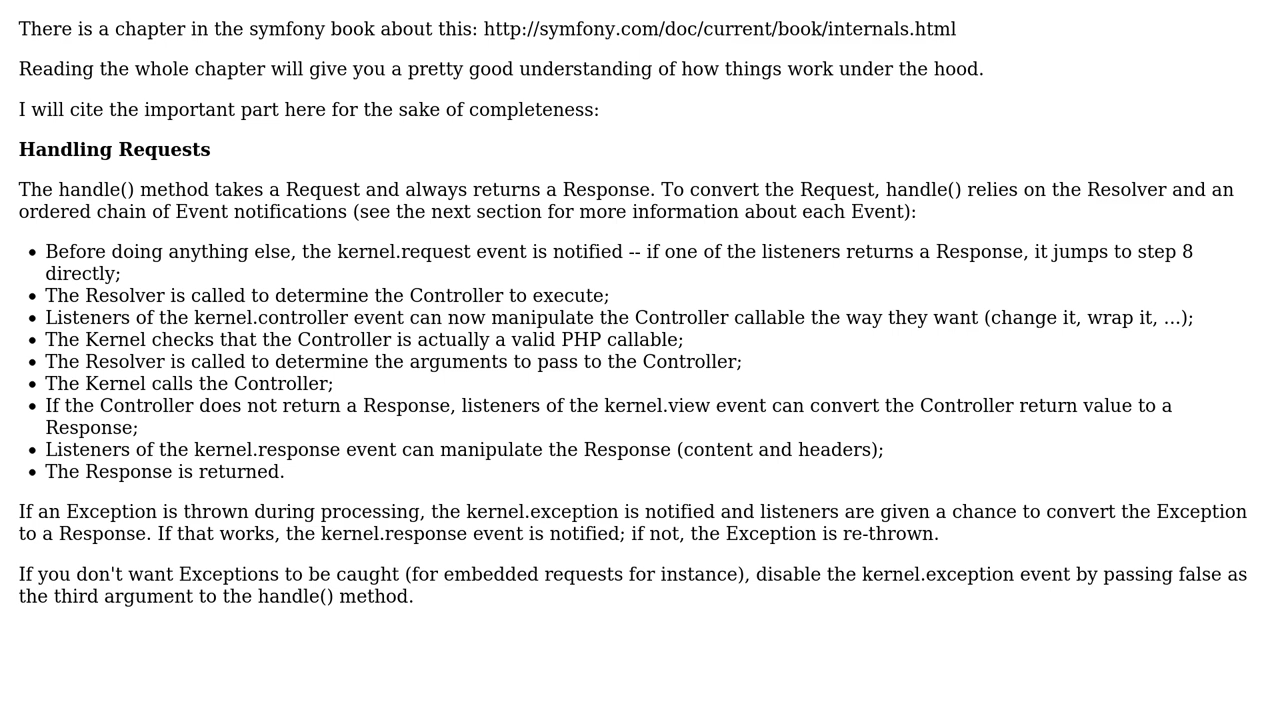 There is a chapter in the symfony book about this: http://symfony.com/doc/current/book/internals.html
Reading the whole chapter will give you a pretty good understanding of how things work under the hood.
I will cite the important part here for the sake of completeness:
Handling Requests
The handle() method takes a Request and always returns a Response. To convert the Request, handle() relies on the Resolver and an
ordered chain of Event notifications (see the next section for more information about each Event):
• Before doing anything else, the kernel.request event is notified -- if one of the listeners returns a Response, it jumps to step 8
directly;
• The Resolver is called to determine the Controller to execute;
• Listeners of the kernel.controller event can now manipulate the Controller callable the way they want (change it, wrap it, ...);
• The Kernel checks that the Controller is actually a valid PHP callable;
• The Resolver is called to determine the arguments to pass to the Controller;
• The Kernel calls the Controller;
• If the Controller does not return a Response, listeners of the kernel.view event can convert the Controller return value to a
Response;
• Listeners of the kernel.response event can manipulate the Response (content and headers);
• The Response is returned.
If an Exception is thrown during processing, the kernel.exception is notified and listeners are given a chance to convert the Exception
to a Response. If that works, the kernel.response event is notified; if not, the Exception is re-thrown.
If you don't want Exceptions to be caught (for embedded requests for instance), disable the kernel.exception event by passing false as
the third argument to the handle() method.